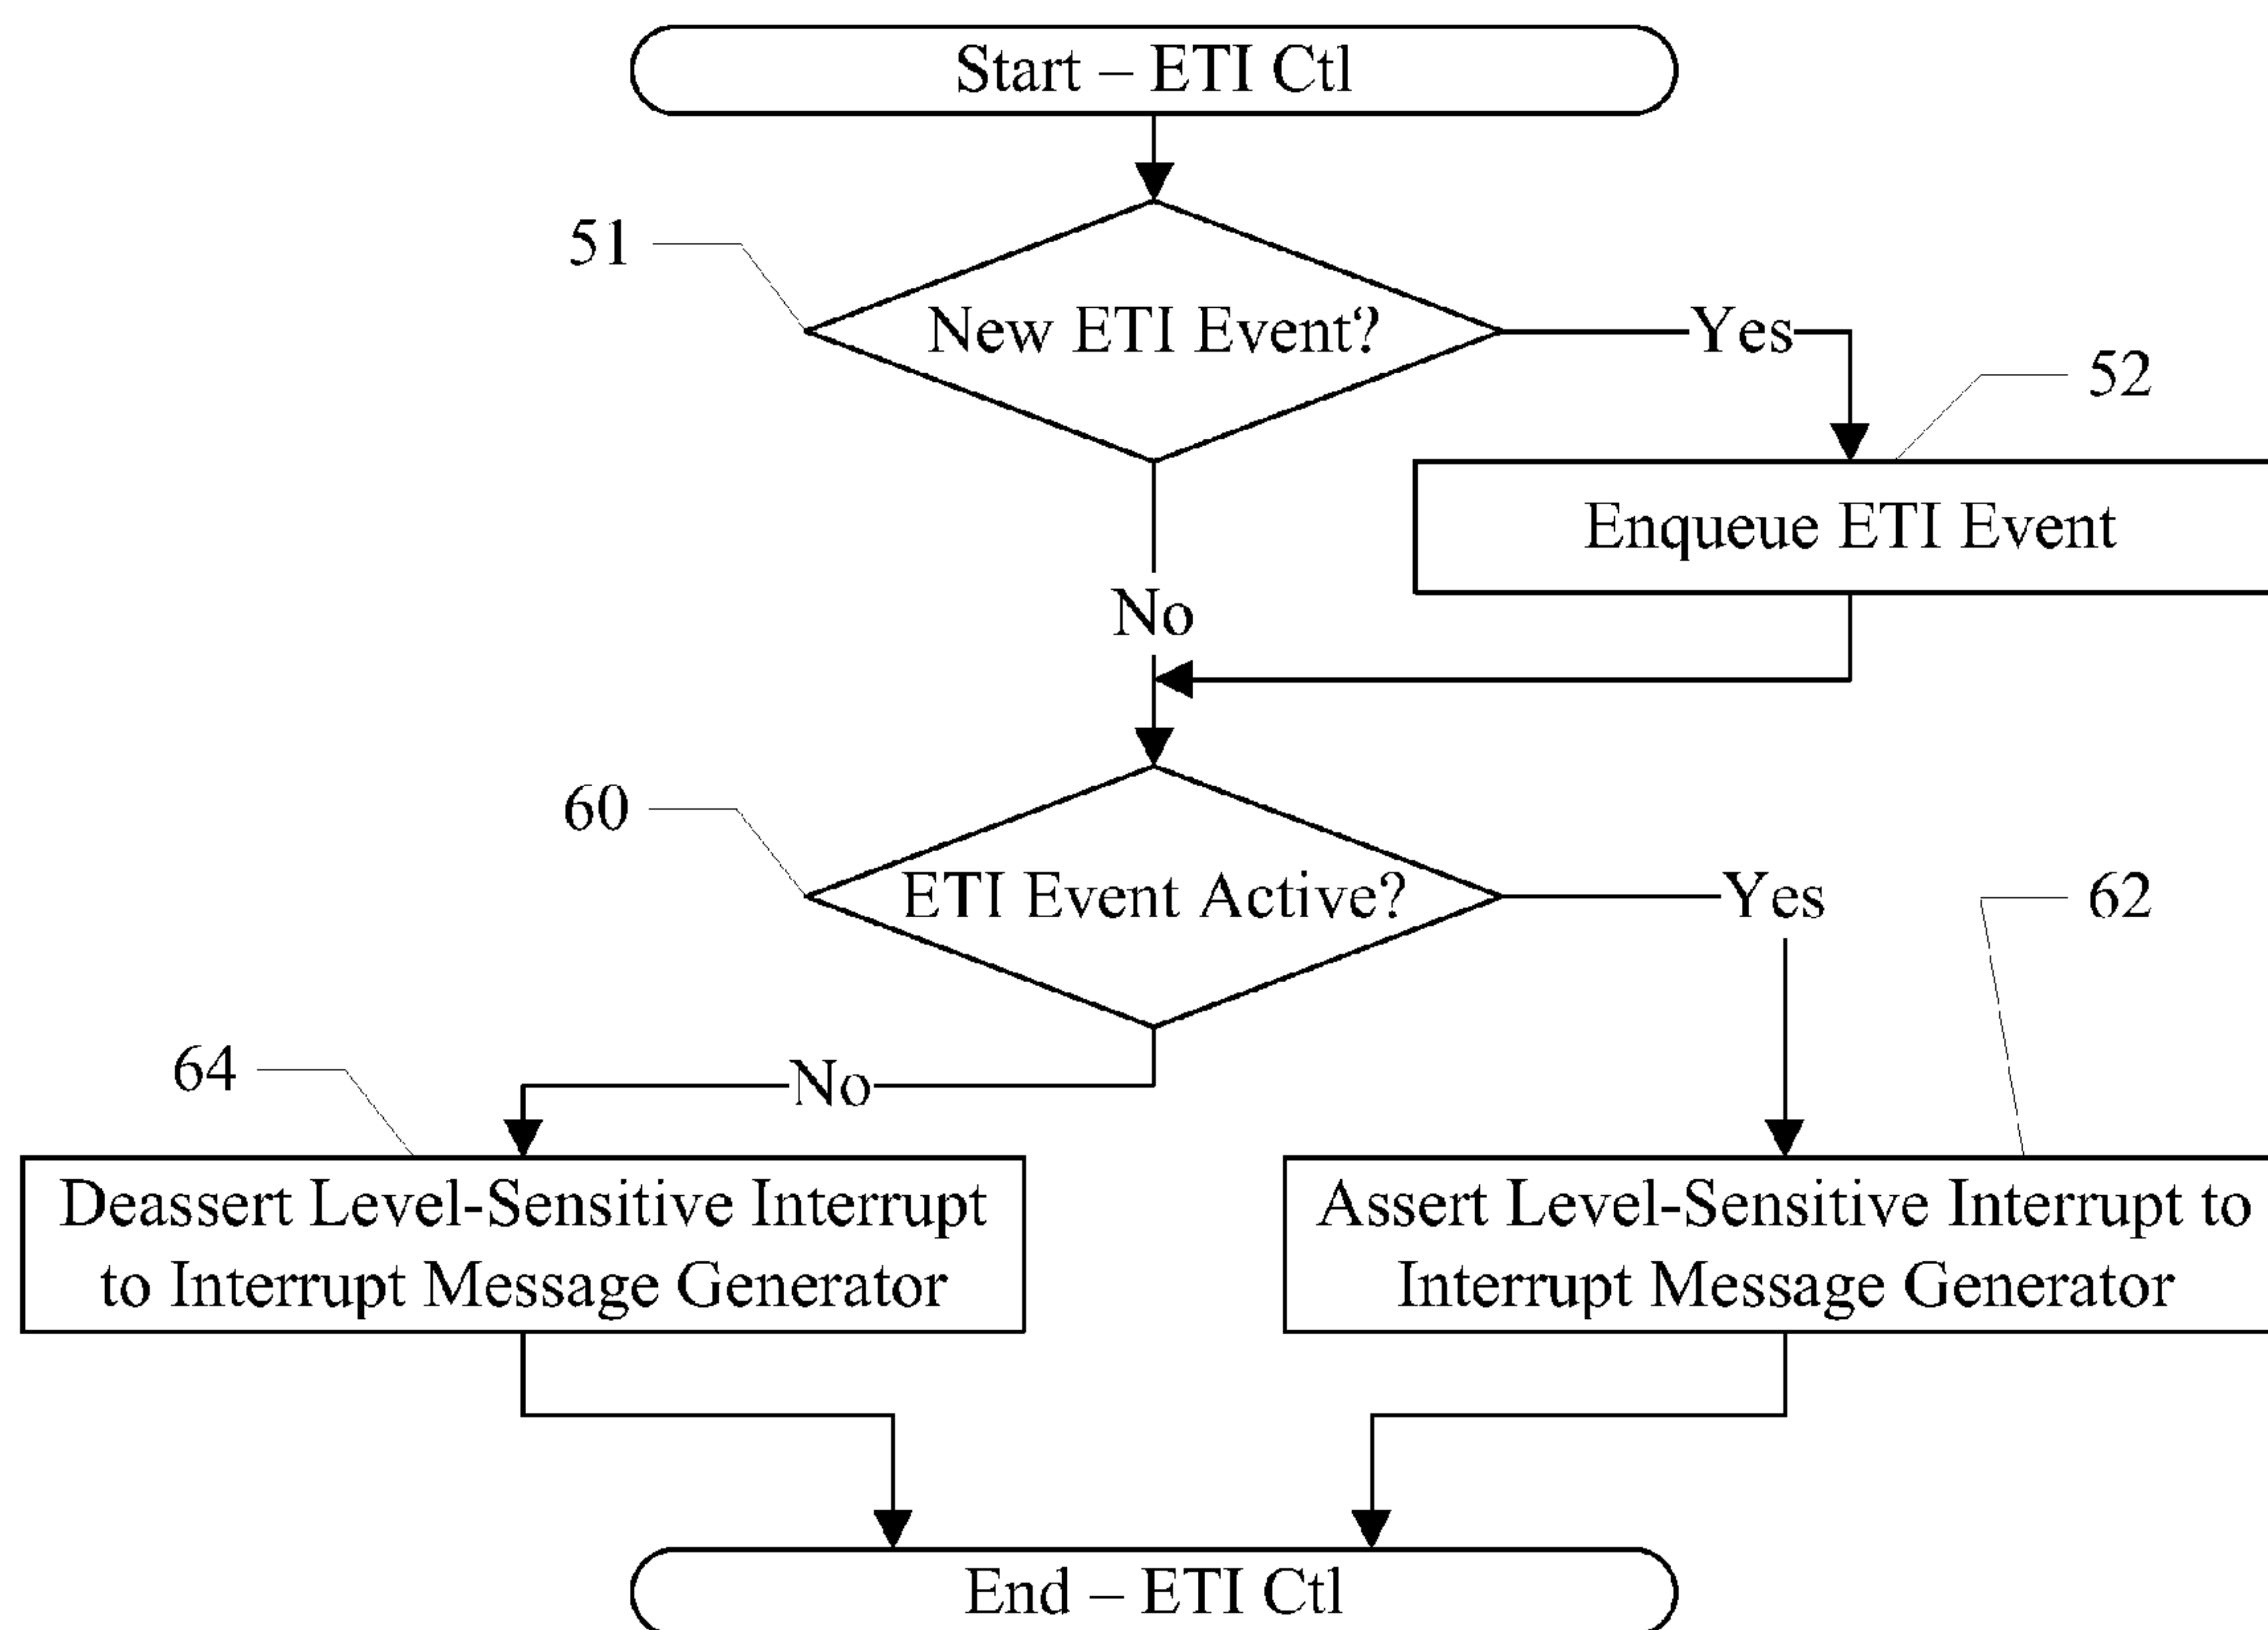 Start – ETI Ctl
51
New ETI Event?
Yes
52
Enqueue ETI Event
No
60
ETI Event Active?
Yes
62
64
No
Deassert Level-Sensitive Interrupt
to Interrupt Message Generator
Assert Level-Sensitive Interrupt to
Interrupt Message Generator
End – ETI Ctl